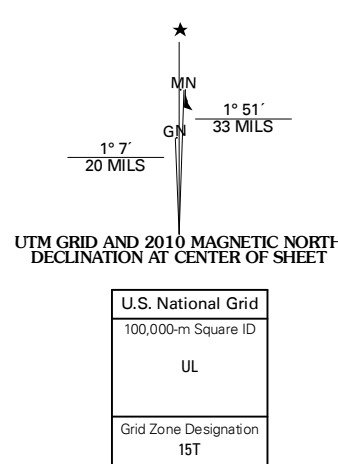 MN
1° 51´
33 MILS
GN
1° 7´
20 MILS
UTM GRID AND 2010 MAGNETIC NORTH
DECLINATION AT CENTER OF SHEET
U.S. National Grid
100,000-m Square ID
UL
Grid Zone Designation
15T